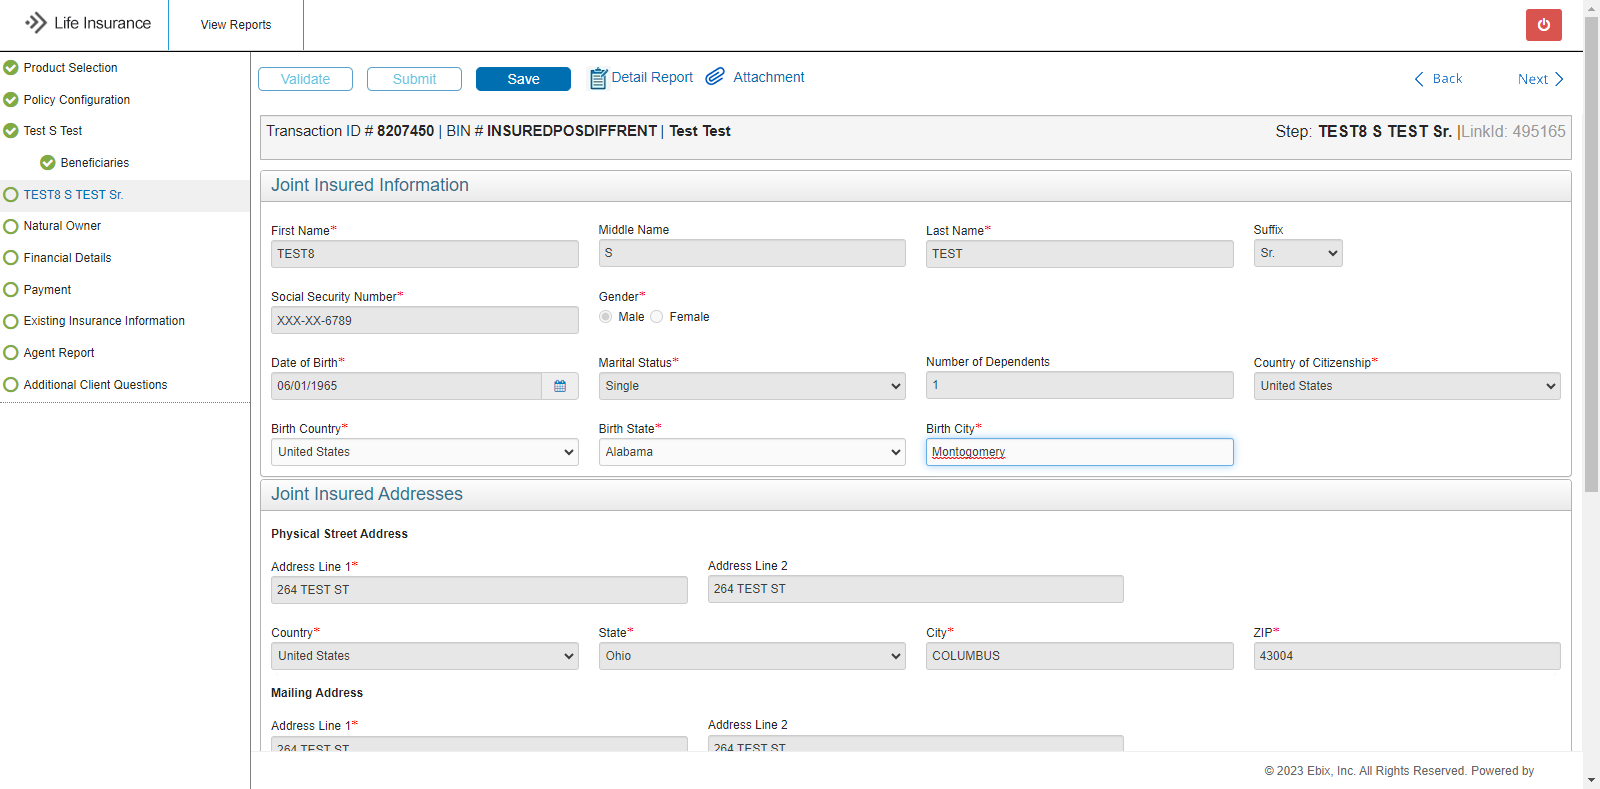 Life Insurance
View Reports
Product Selection
Policy Configuration
Test S Test
Beneficiaries
TEST8 S TEST Sr.
Natural Owner
Financial Details
Payment
Existing Insurance Information
Agent Report
Additional Client Questions
Validate Submit Save Detail Report Attachment Back Next
Transaction ID # 8207450 | BIN # INSUREDPOSDIFFRENT | Test Test Step: TEST8 S TEST Sr. |LinkId: 495165
Joint Insured Information
First Name* Middle Name Last Name* Suffix
TEST8 S TEST Sr.
Social Security Number* Gender*
XXX-XX-6789 Male Female
Date of Birth* Marital Status* Number of Dependents Country of Citizenship*
06/01/1965 Single 1 United States
Birth Country* Birth State* Birth City*
United States Alabama Montogomery
Joint Insured Addresses
Physical Street Address
Address Line 1* Address Line 2
264 TEST ST 264 TEST ST
Country* State* City* ZIP*
United States Ohio COLUMBUS 43004
Mailing Address
Address Line 1* Address Line 2
264 TEST ST 264 TEST ST
© 2023 Ebix, Inc. All Rights Reserved. Powered by